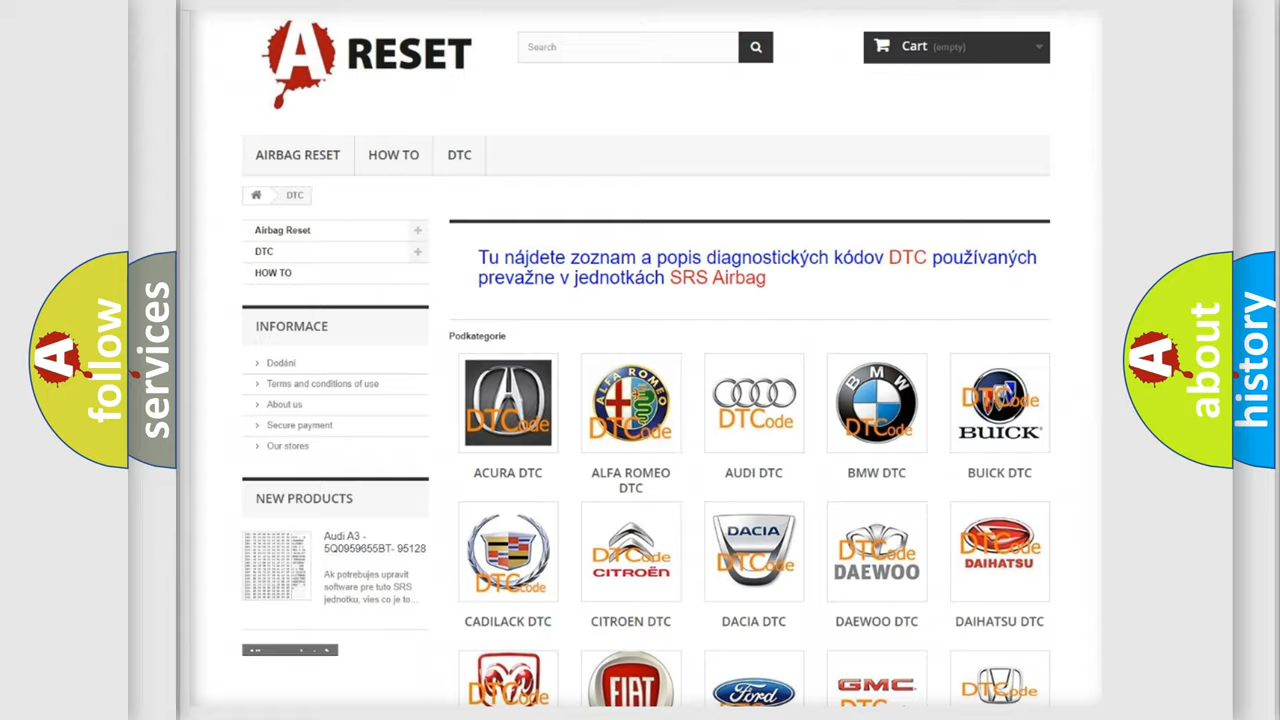 A RESET
Search
Cart (empty)
AIRBAG RESET
HOW TO
DTC
DTC
Airbag Reset
DTC
HOW TO
INFORMACE
Dodání
Terms and conditions of use
About us
Secure payment
Our stores
NEW PRODUCTS
Audi A3 -
5Q0959655BT- 95128
Ak potrebujes upravit
software pre tuto SRS
jednotku, vies co je to...
Tu nájdete zoznam a popis diagnostických kódov DTC používaných
prevažne v jednotkách SRS Airbag
Podkategorie
DTCode
ALFA ROMEO
DTCode
DTCode
BMW
DTCode
DTCode
BUICK
ACURA DTC
ALFA ROMEO
DTC
AUDI DTC
BMW DTC
BUICK DTC
DTCode
DTCode
CITROËN
DACIA
DTCode
DTCode
DAEWOO
DTCode
DAIHATSU
CADILACK DTC
CITROEN DTC
DACIA DTC
DAEWOO DTC
DAIHATSU DTC
DTCode
FIAT
Ford
GMC
DTCode
A follow
services
A about
history